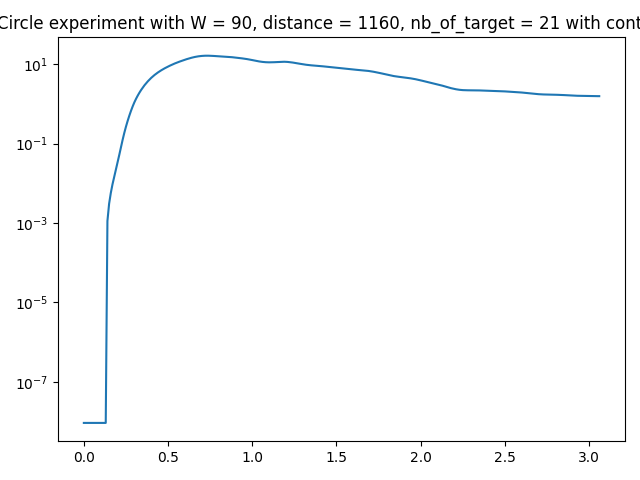 Circle experiment with W = 90, distance = 1160, nb_of_target = 21 with
10¹
10⁻¹
10⁻³
10⁻⁵
10⁻⁷
0.0 0.5 1.0 1.5 2.0 2.5 3.0